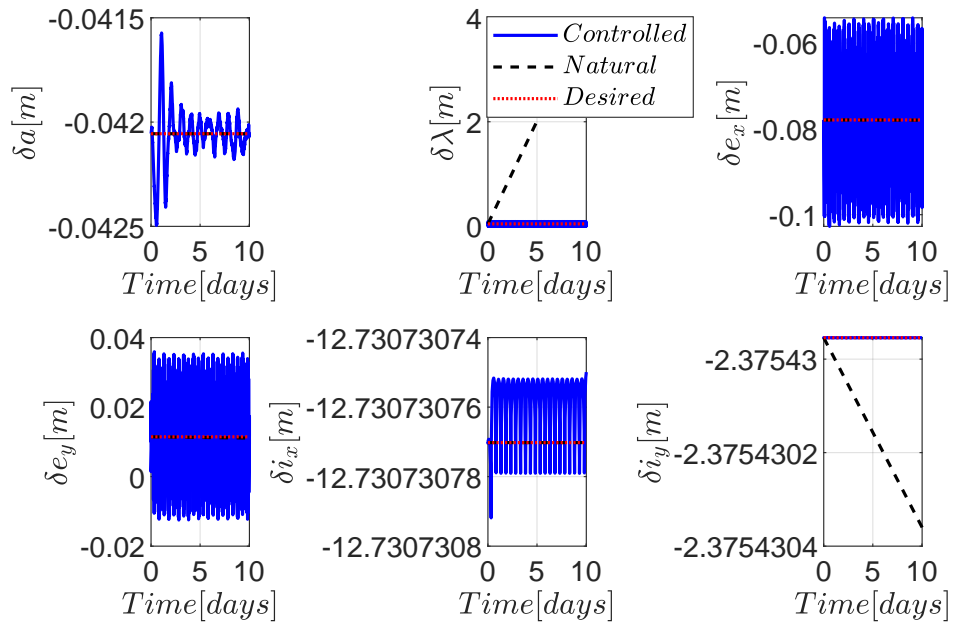 -0.0415
-0.042
-0.0425
δa[m]
0 5 10
Time[days]
4
2
0
δλ[m]
0 5 10
Time[days]
Controlled
Natural
Desired
-0.06
-0.08
-0.1
δe_x[m]
0 5 10
Time[days]
0.04
0.02
0
-0.02
δe_y[m]
0 5 10
Time[days]
-12.73073074
-12.73073076
-12.73073078
-12.7307308
δi_x[m]
0 5 10
Time[days]
-2.37543
-2.3754302
-2.3754304
δi_y[m]
0 5 10
Time[days]